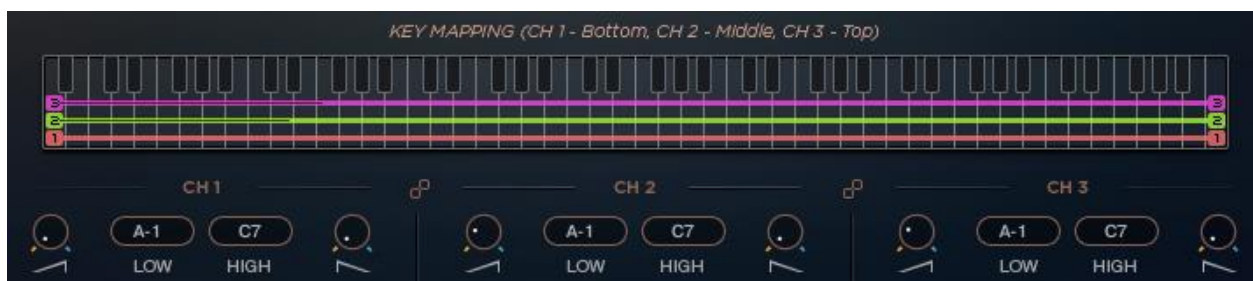 KEY MAPPING (CH 1 - Bottom, CH 2 - Middle, CH 3 - Top)
3 3
2 2
1 1
CH 1 CH 2 CH 3
A-1 C7 A-1 C7 A-1 C7
LOW HIGH LOW HIGH LOW HIGH